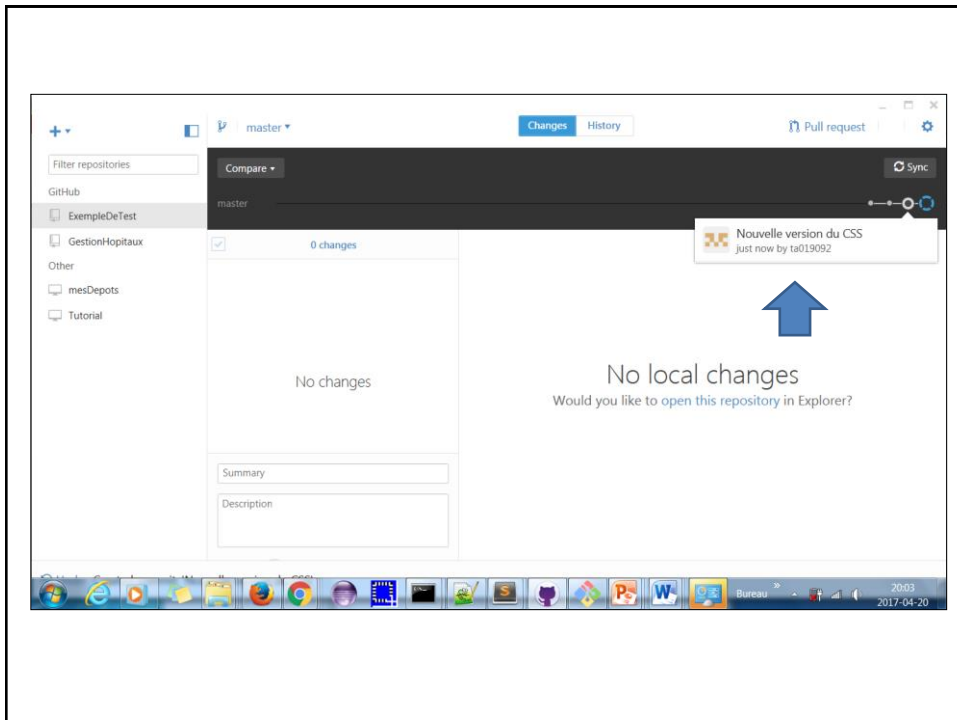 master
Changes
History
Pull request
Filter repositories
Compare
Sync
GitHub
master
ExempleDeTest
GestionHopitaux
0 changes
Nouvelle version du CSS
just now by ta019092
Other
mesDepots
Tutorial
No changes
No local changes
Would you like to open this repository in Explorer?
Summary
Description
Bureau
20:03
2017-04-20